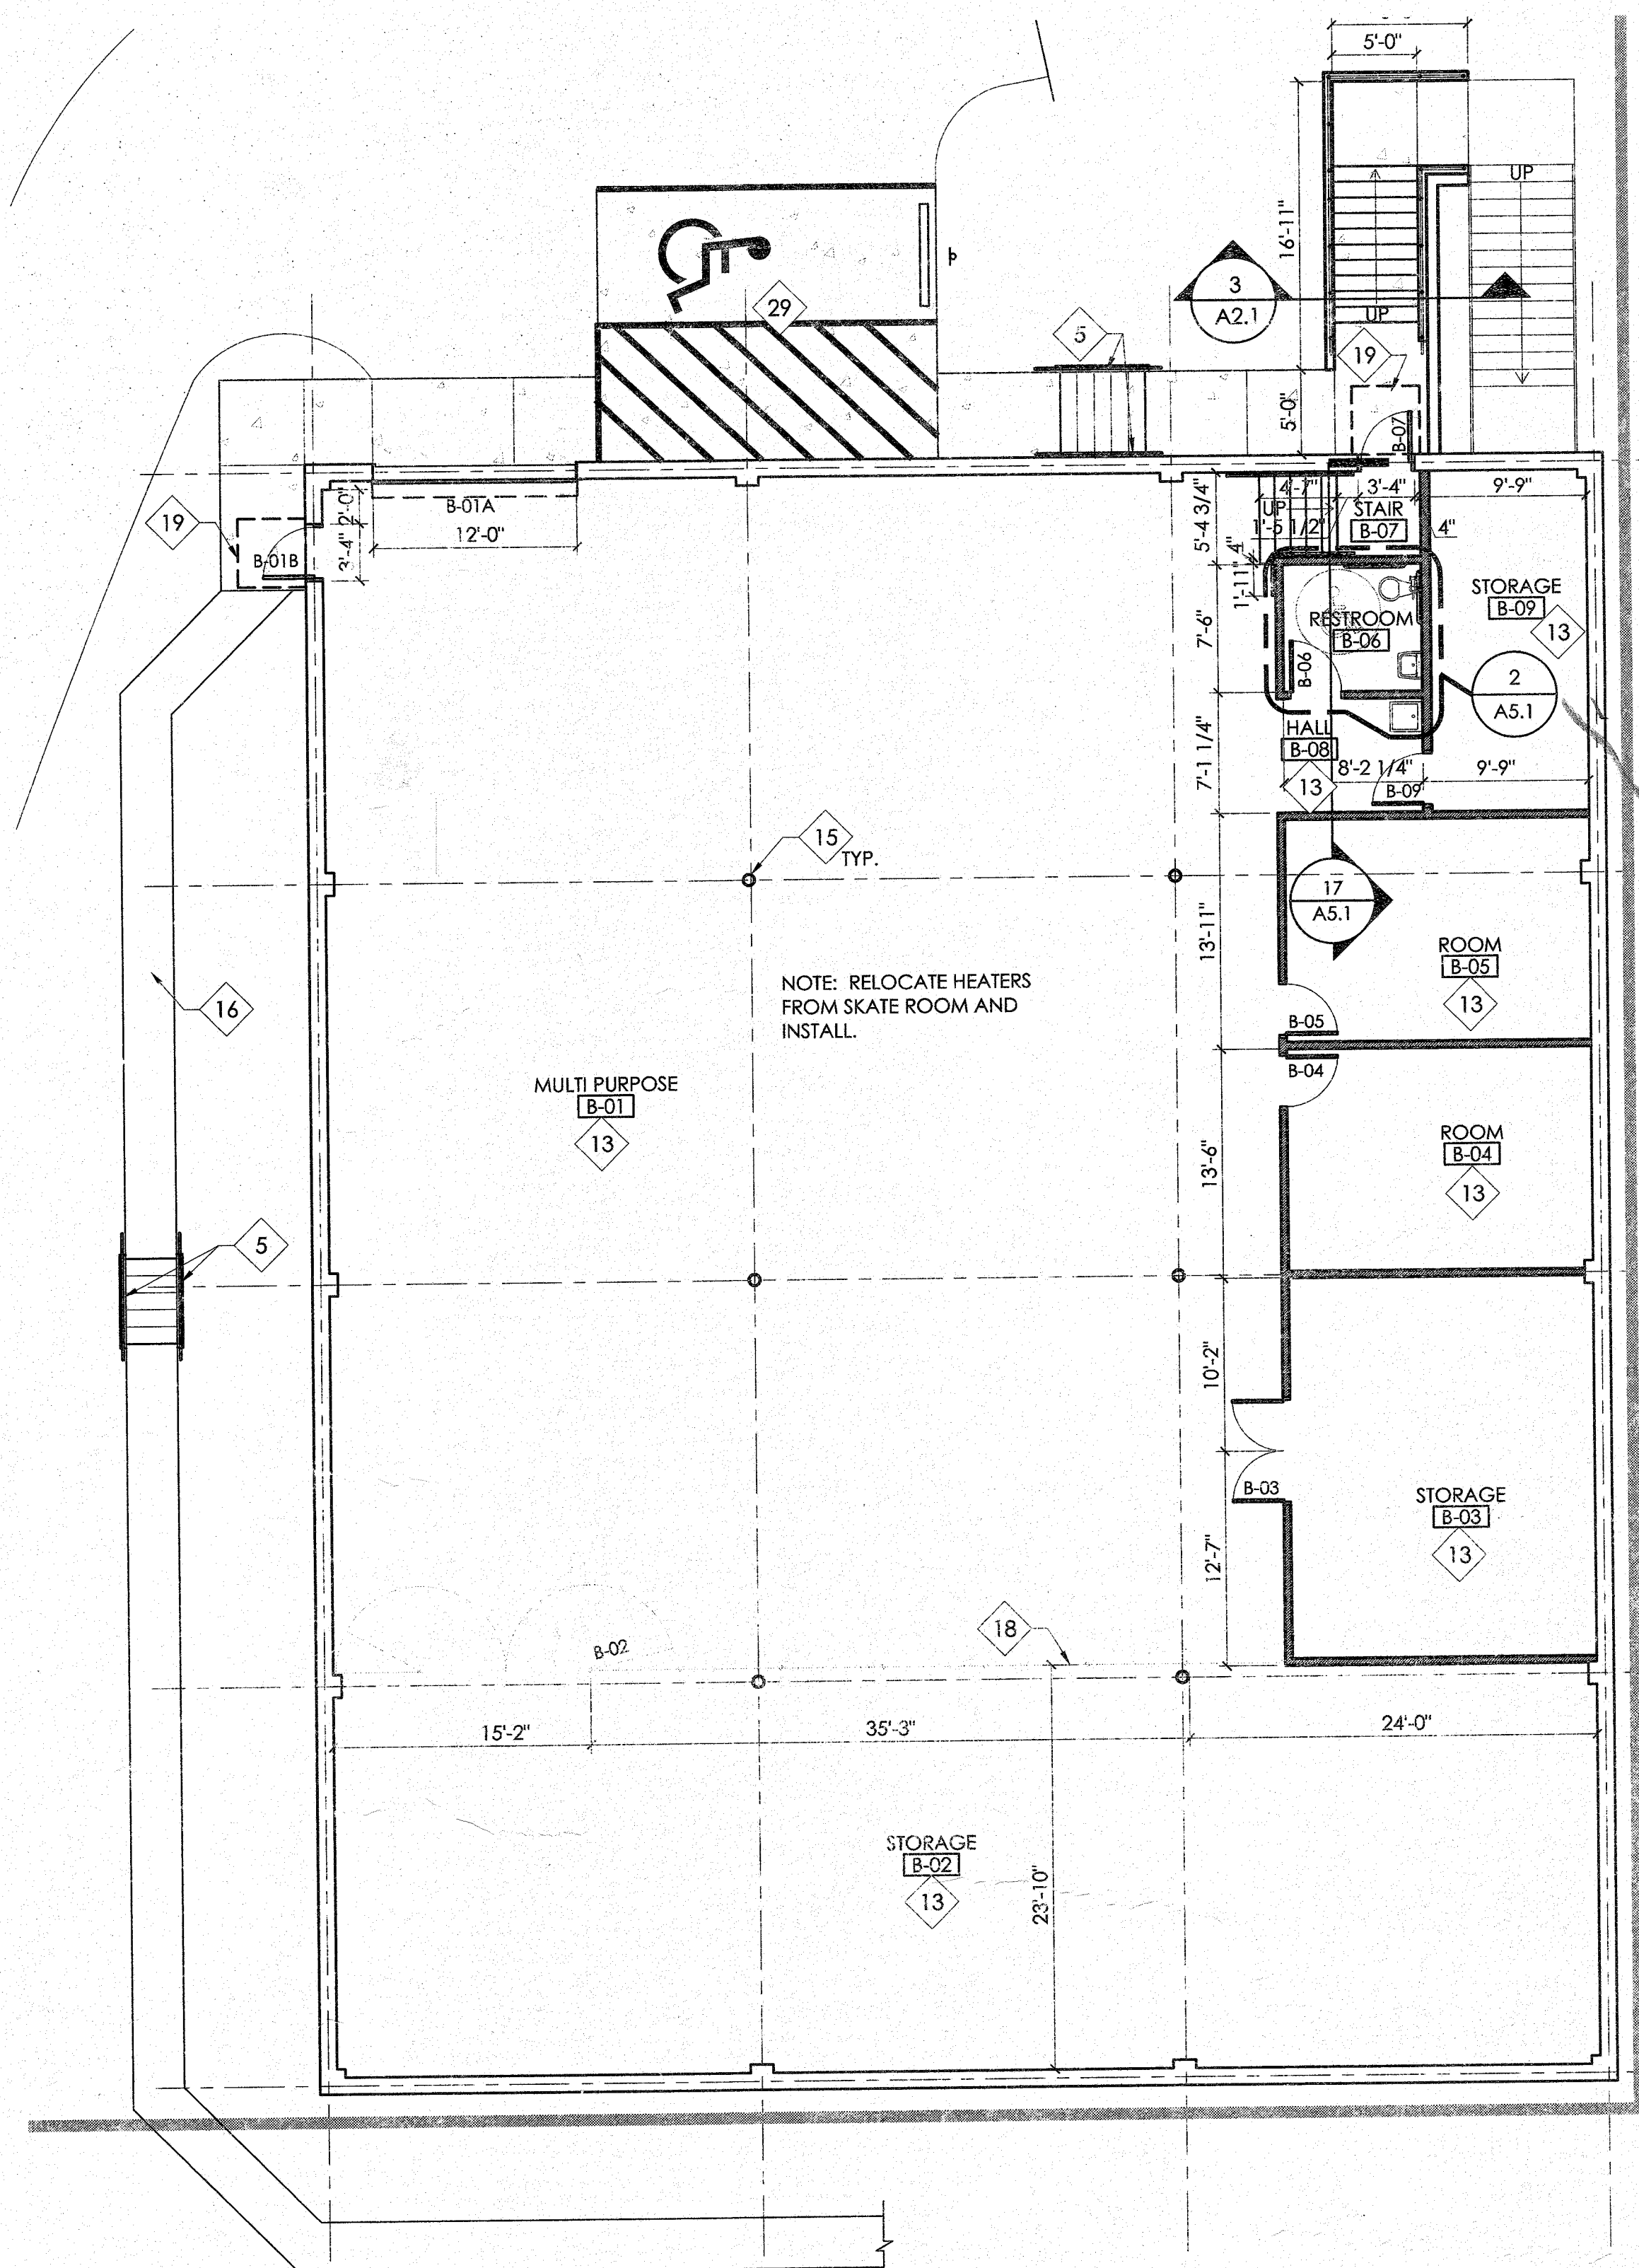 5'-0"
UP
16'-11"
3
A2.1
29
5
UP
19
5'-0"
B-07
19
B-01A
12'-0"
2'-0"
3'-4"
B-01B
5'-4 3/4"
4'-7"
3'-4"
9'-9"
UP
STAIR
1'-5 1/2"
B-07
4"
4"
1'-11"
STORAGE
B-09
13
RESTROOM
B-06
7'-6"
B-06
2
A5.1
HALL
B-08
7'-1 1/4"
8'-2 1/4"
9'-9"
13
B-09
15
TYP.
17
A5.1
13'-11"
ROOM
B-05
13
NOTE: RELOCATE HEATERS
FROM SKATE ROOM AND
INSTALL.
16
B-05
B-04
MULTI PURPOSE
B-01
13
13'-6"
ROOM
B-04
13
5
10'-2"
B-03
STORAGE
B-03
13
12'-7"
18
B-02
15'-2"
35'-3"
24'-0"
STORAGE
B-02
13
23'-10"